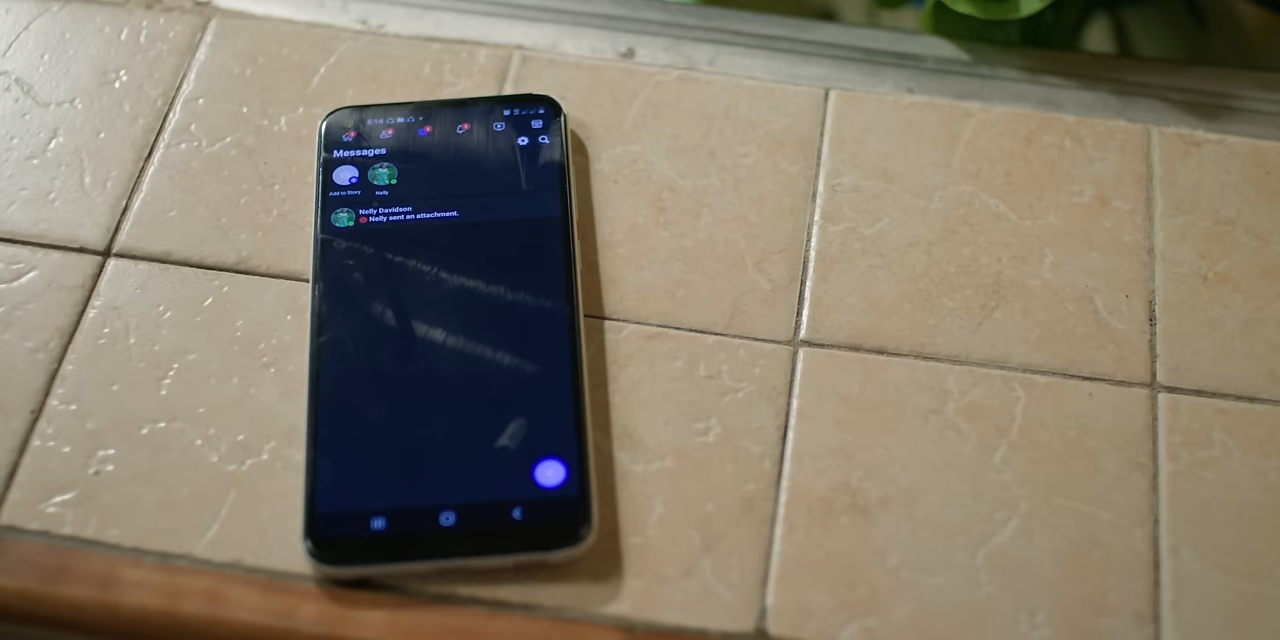 Messages
Add to Story
Nelly
Nelly Davidson
Nelly sent an attachment.